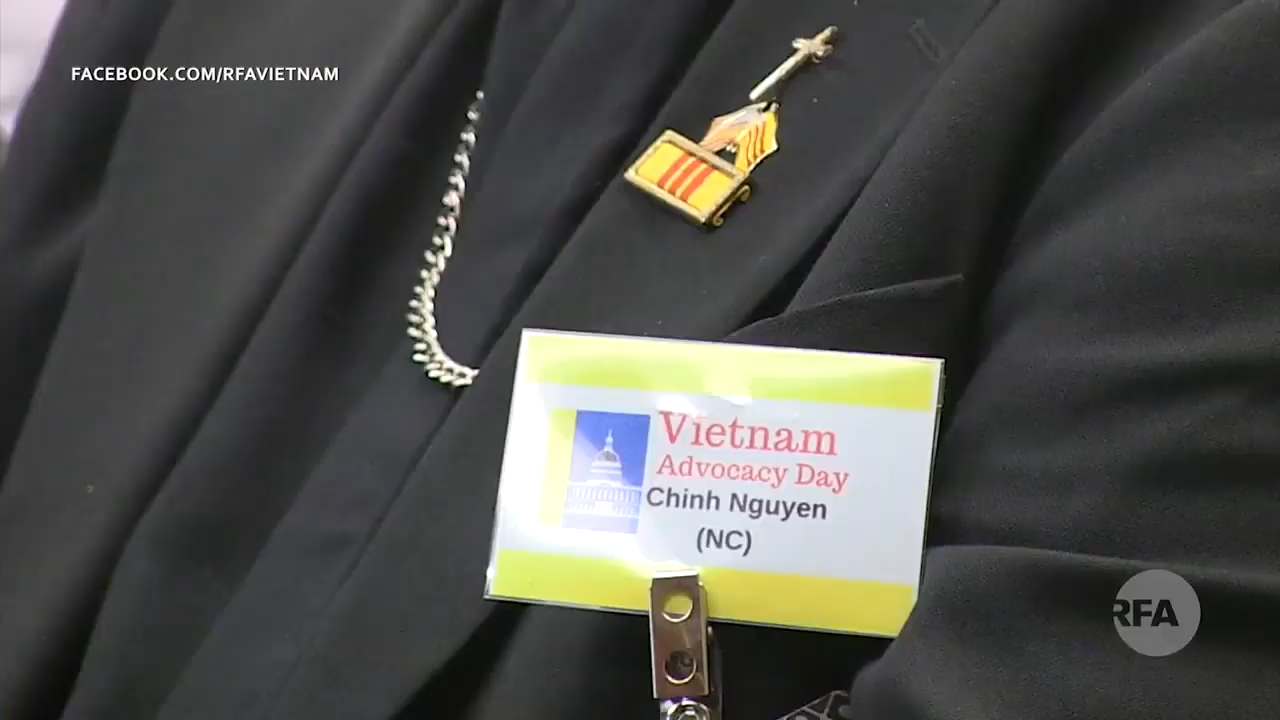 FACEBOOK.COM/RFAVIETNAM
Vietnam
Advocacy Day
Chinh Nguyen
(NC)
RFA